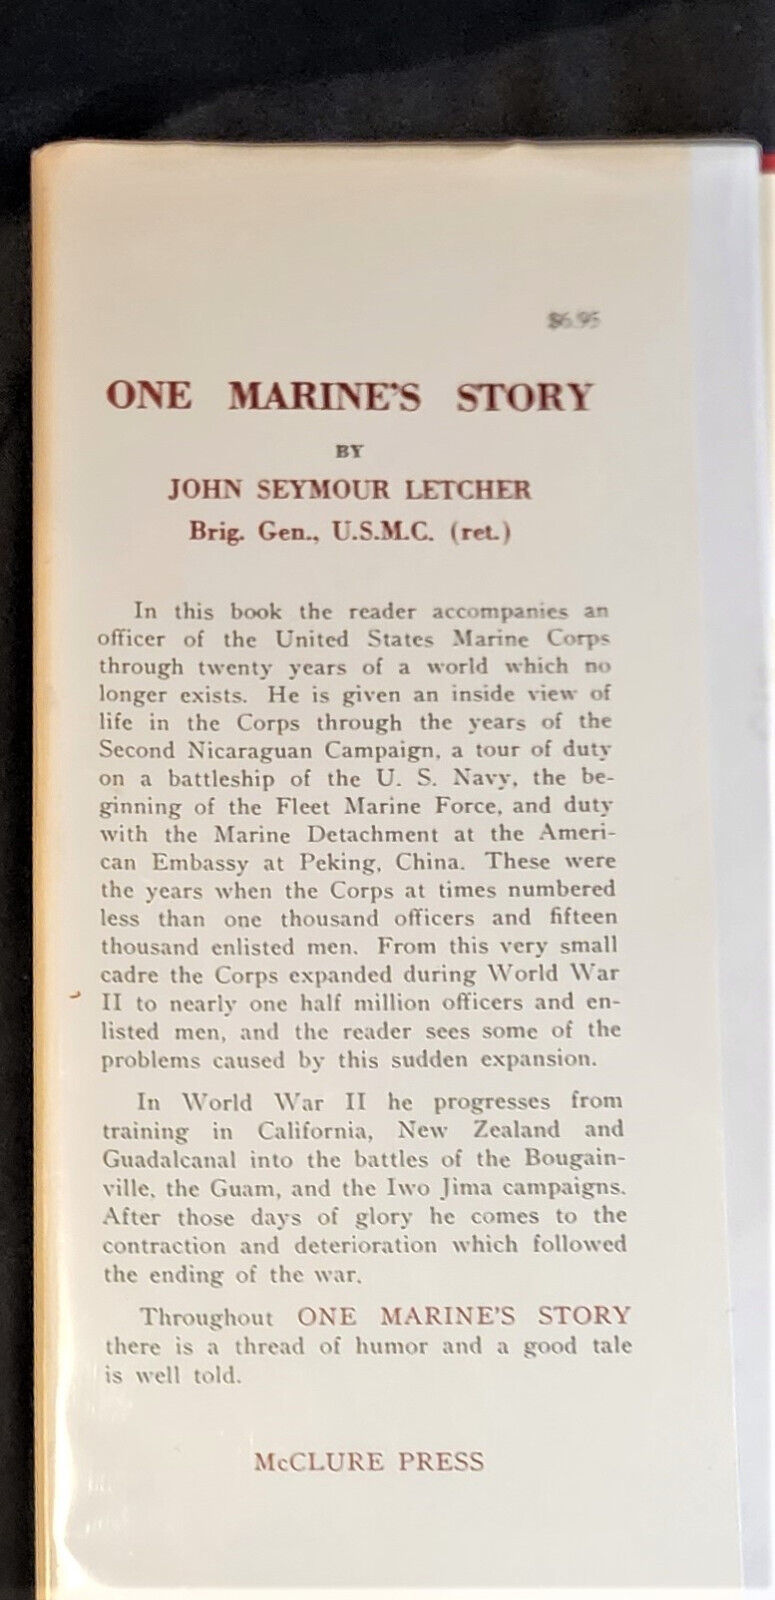 $6.95
ONE MARINE'S STORY
BY
JOHN SEYMOUR LETCHER
Brig. Gen., U.S.M.C. (ret.)
In this book the reader accompanies an
officer of the United States Marine Corps
through twenty years of a world which no
longer exists. He is given an inside view of
life in the Corps through the years of the
Second Nicaraguan Campaign, a tour of duty
on a battleship of the U. S. Navy, the be-
ginning of the Fleet Marine Force, and duty
with the Marine Detachment at the Ameri-
can Embassy at Peking, China. These were
the years when the Corps at times numbered
less than one thousand officers and fifteen
thousand enlisted men. From this very small
cadre the Corps expanded during World War
II to nearly one half million officers and en-
listed men, and the reader sees some of the
problems caused by this sudden expansion.
In World War II he progresses from
training in California, New Zealand and
Guadalcanal into the battles of the Bougain-
ville, the Guam, and the Iwo Jima campaigns.
After those days of glory he comes to the
contraction and deterioration which followed
the ending of the war.
Throughout ONE MARINE'S STORY
there is a thread of humor and a good tale
is well told.
McCLURE PRESS